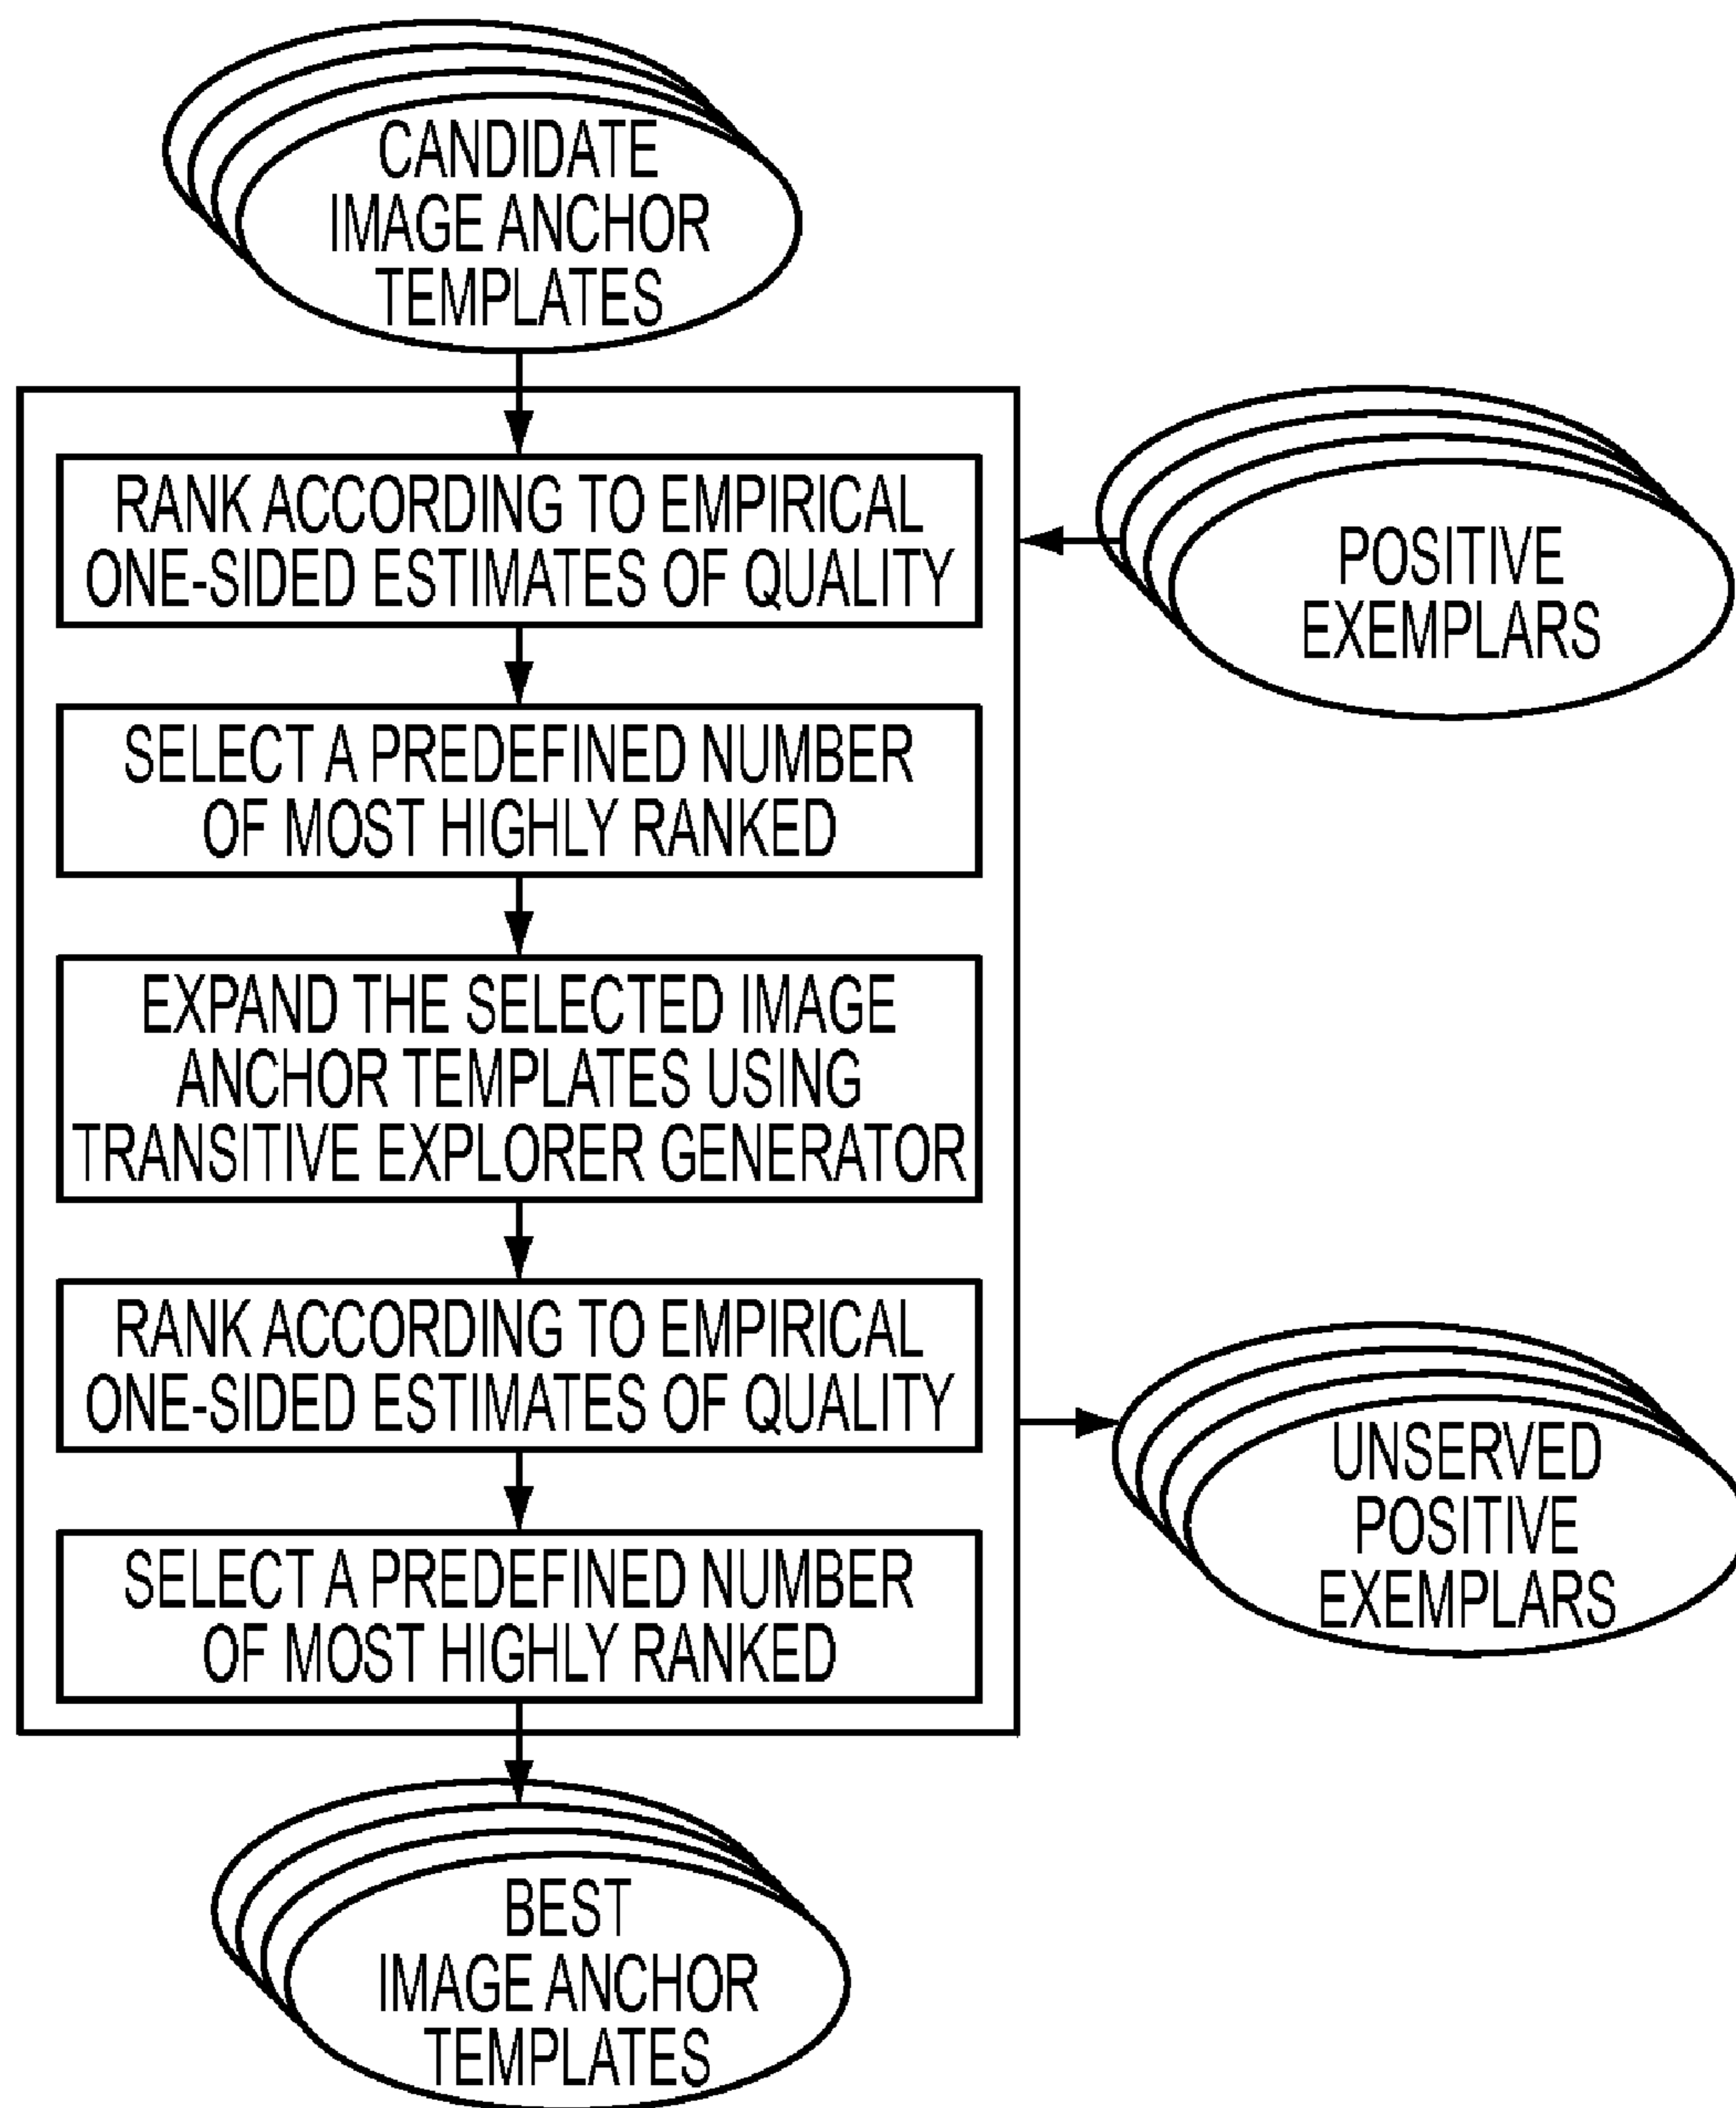 CANDIDATE
IMAGE ANCHOR
TEMPLATES
RANK ACCORDING TO EMPIRICAL
ONE-SIDED ESTIMATES OF QUALITY
POSITIVE
EXEMPLARS
SELECT A PREDEFINED NUMBER
OF MOST HIGHLY RANKED
EXPAND THE SELECTED IMAGE
ANCHOR TEMPLATES USING
TRANSITIVE EXPLORER GENERATOR
RANK ACCORDING TO EMPIRICAL
ONE-SIDED ESTIMATES OF QUALITY
UNSERVED
POSITIVE
EXEMPLARS
SELECT A PREDEFINED NUMBER
OF MOST HIGHLY RANKED
BEST
IMAGE ANCHOR
TEMPLATES